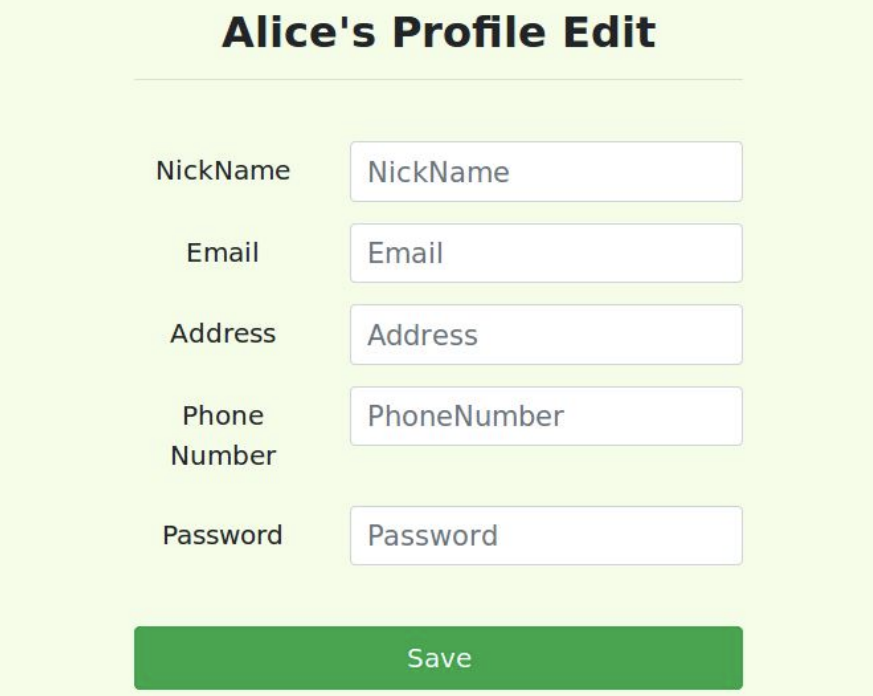 Alice's Profile Edit
NickName
NickName
Email
Email
Address
Address
Phone
Number
PhoneNumber
Password
Password
Save